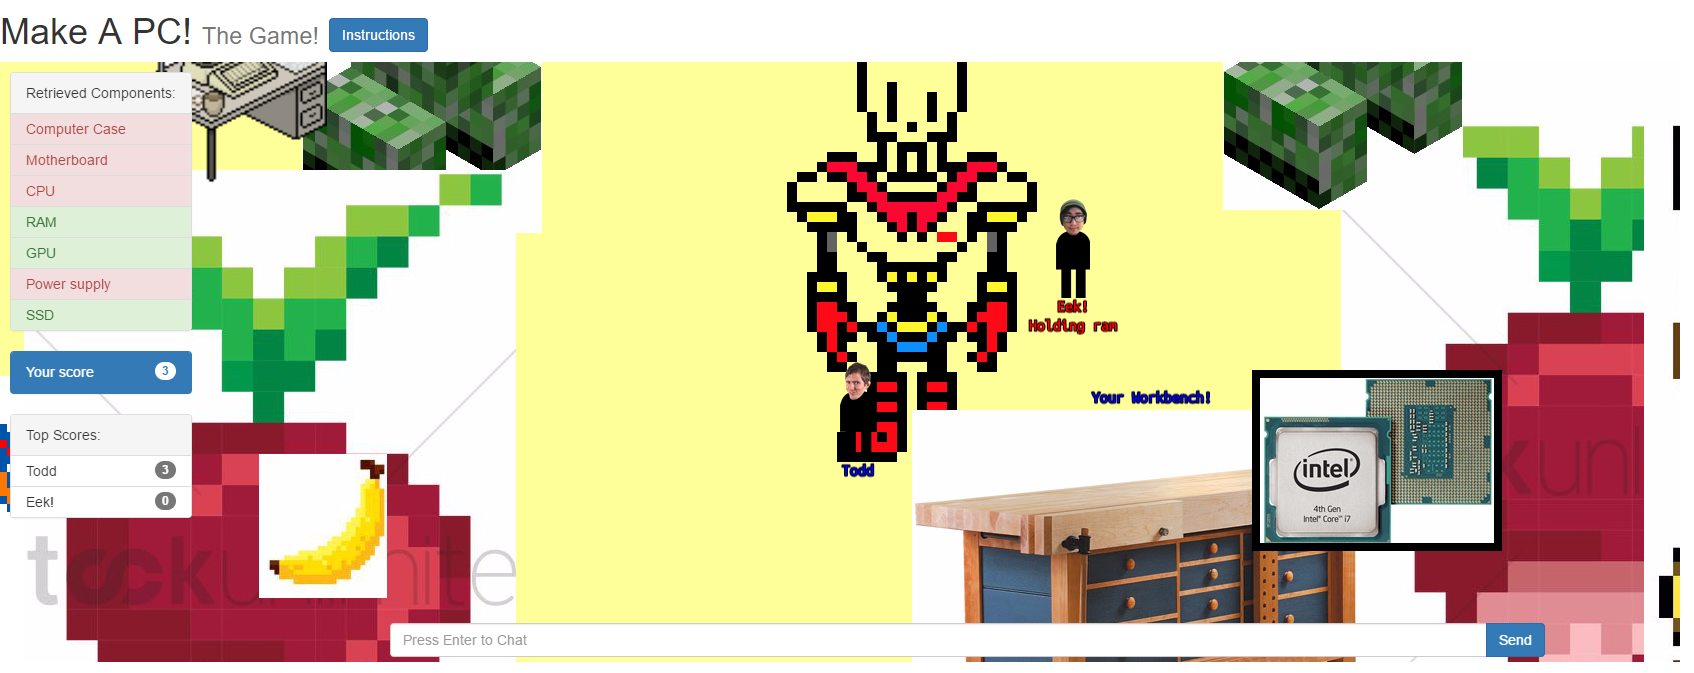 Make A PC! The Game! Instructions
Retrieved Components:
Computer Case
Motherboard
CPU
RAM
GPU
Power supply
SSD
Your score 3
Top Scores:
Todd 3
Eek! 0
Eek!
Holding ram
Your Workbench!
Todd
intel
4th Gen
Intel® Core™ i7
Press Enter to Chat
Send